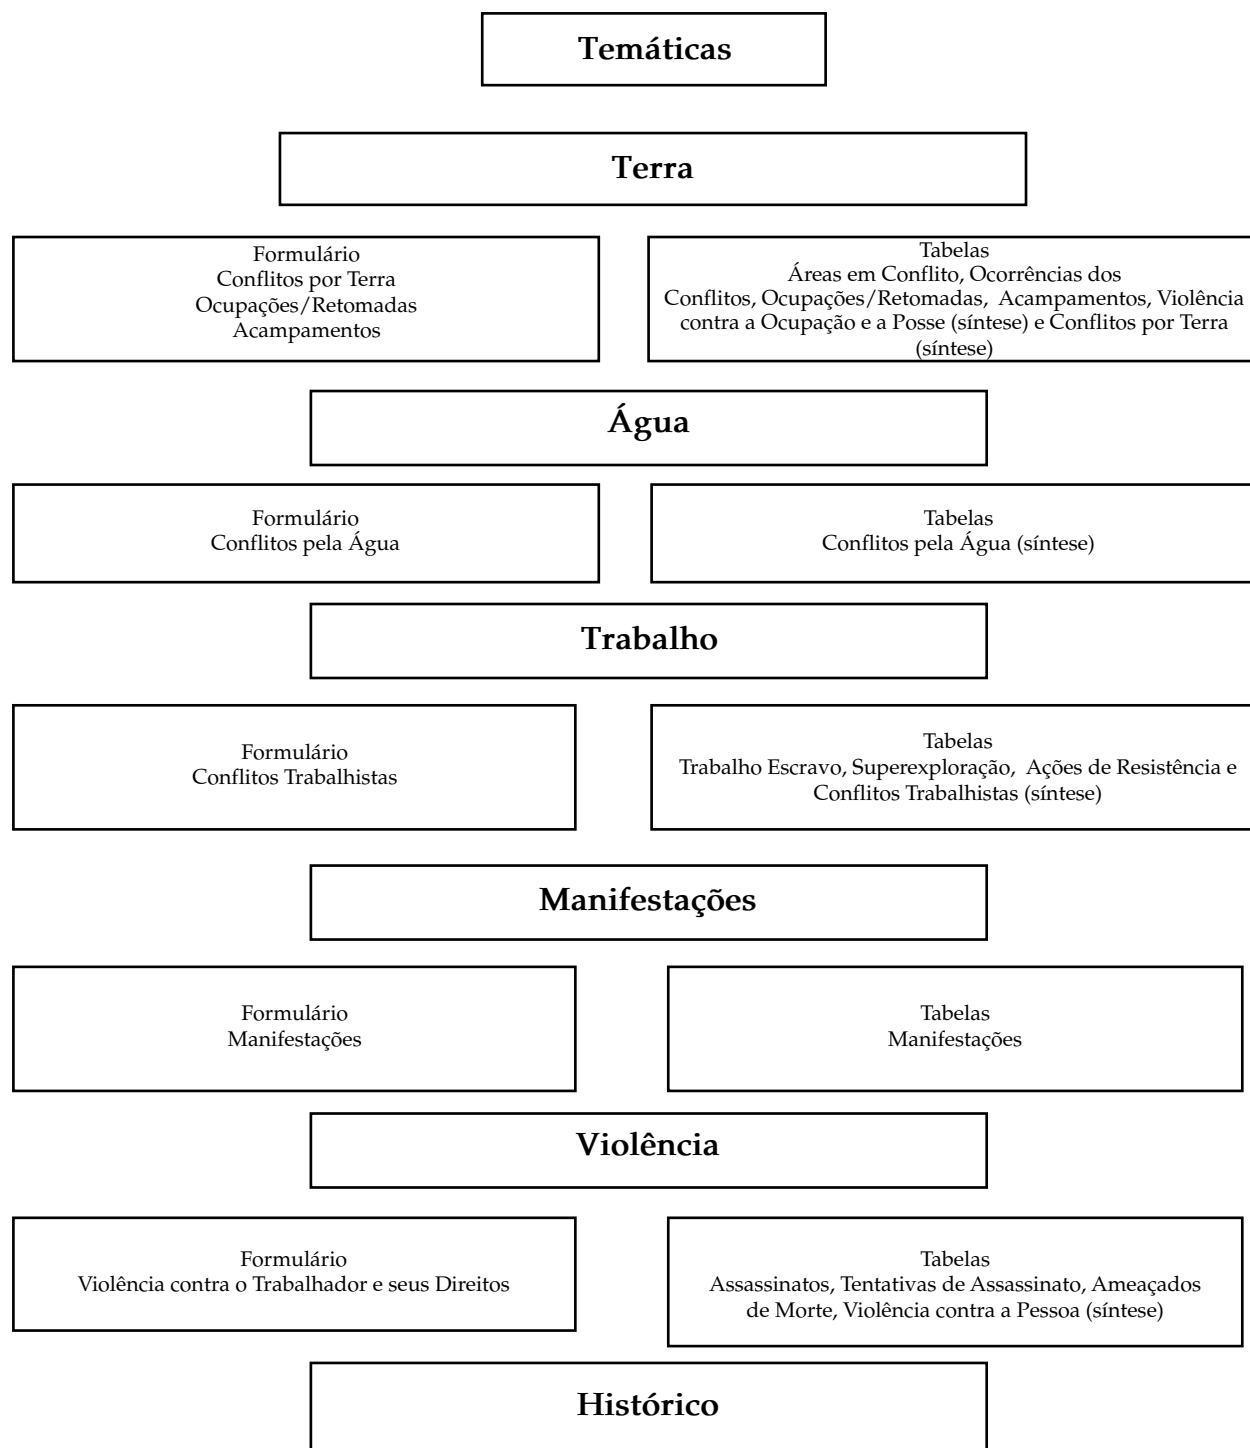 Temáticas
Terra
Formulário
Conflitos por Terra
Ocupações/Retomadas
Acampamentos
Tabelas
Áreas em Conflito, Ocorrências dos
Conflitos, Ocupações/Retomadas, Acampamentos, Violência
contra a Ocupação e a Posse (síntese) e Conflitos por Terra
(síntese)
Água
Formulário
Conflitos pela Água
Tabelas
Conflitos pela Água (síntese)
Trabalho
Formulário
Conflitos Trabalhistas
Tabelas
Trabalho Escravo, Superexploração, Ações de Resistência e
Conflitos Trabalhistas (síntese)
Manifestações
Formulário
Manifestações
Tabelas
Manifestações
Violência
Formulário
Violência contra o Trabalhador e seus Direitos
Tabelas
Assassinatos, Tentativas de Assassinato, Ameaçados
de Morte, Violência contra a Pessoa (síntese)
Histórico